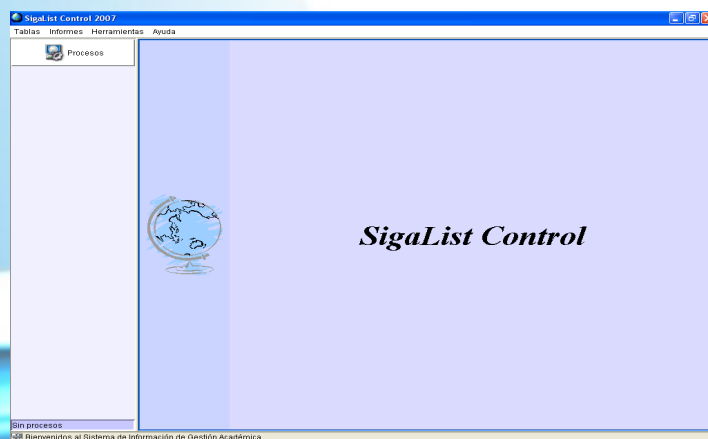 SigaList Control 2007
Tablas Informes Herramientas Ayuda
Procesos
SigaList Control
Sin procesos
Bienvenidos al Sistema de Información de Gestión Académica